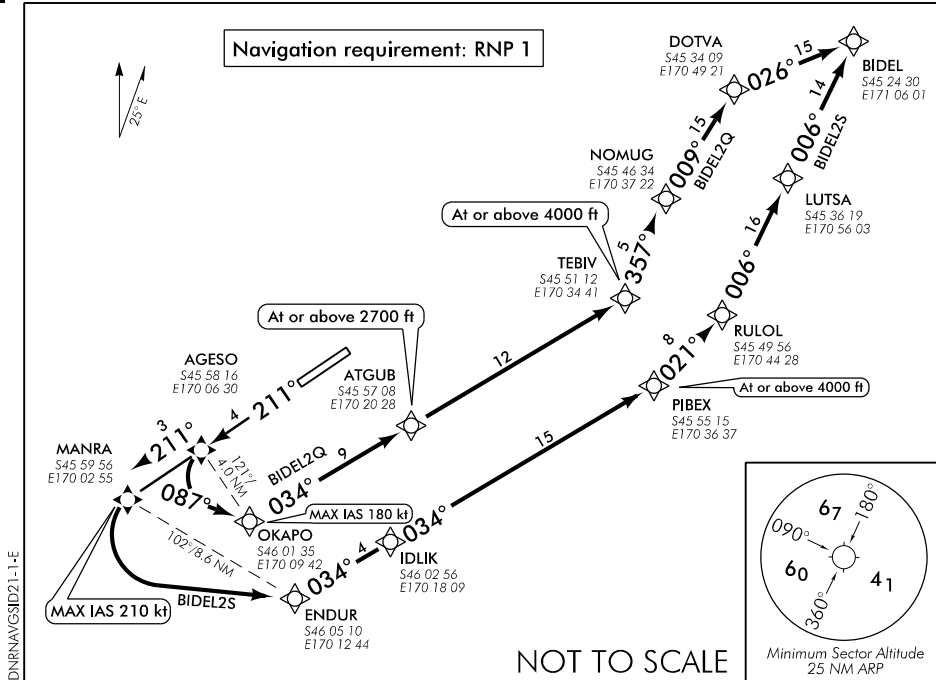 Navigation requirement: RNP 1
25° E
DOTVA
S45 34 09
E170 49 21
026°
15
BIDEL
S45 24 30
E171 06 01
NOMUG
S45 46 34
E170 37 22
009°
15
BIDEL2Q
14
006°
BIDEL2S
LUTSA
S45 36 19
E170 56 03
At or above 4000 ft
5
357°
16
006°
TEBIV
S45 51 12
E170 34 41
At or above 2700 ft
12
8
021°
RULOL
S45 49 56
E170 44 28
AGESO
S45 58 16
E170 06 30
ATGUB
S45 57 08
E170 20 28
At or above 4000 ft
PIBEX
S45 55 15
E170 36 37
4
211°
3
211°
MANRA
S45 59 56
E170 02 55
121°/
4.0 NM
087°
BIDEL2Q
034°
9
15
MAX IAS 180 kt
OKAPO
S46 01 35
E170 09 42
034°
102°/8.6 NM
4
034°
IDLIK
S46 02 56
E170 18 09
MAX IAS 210 kt
BIDEL2S
ENDUR
S46 05 10
E170 12 44
67
180°
090°
60
41
360°
Minimum Sector Altitude
25 NM ARP
NOT TO SCALE
DNRNAVGSID21-1-E